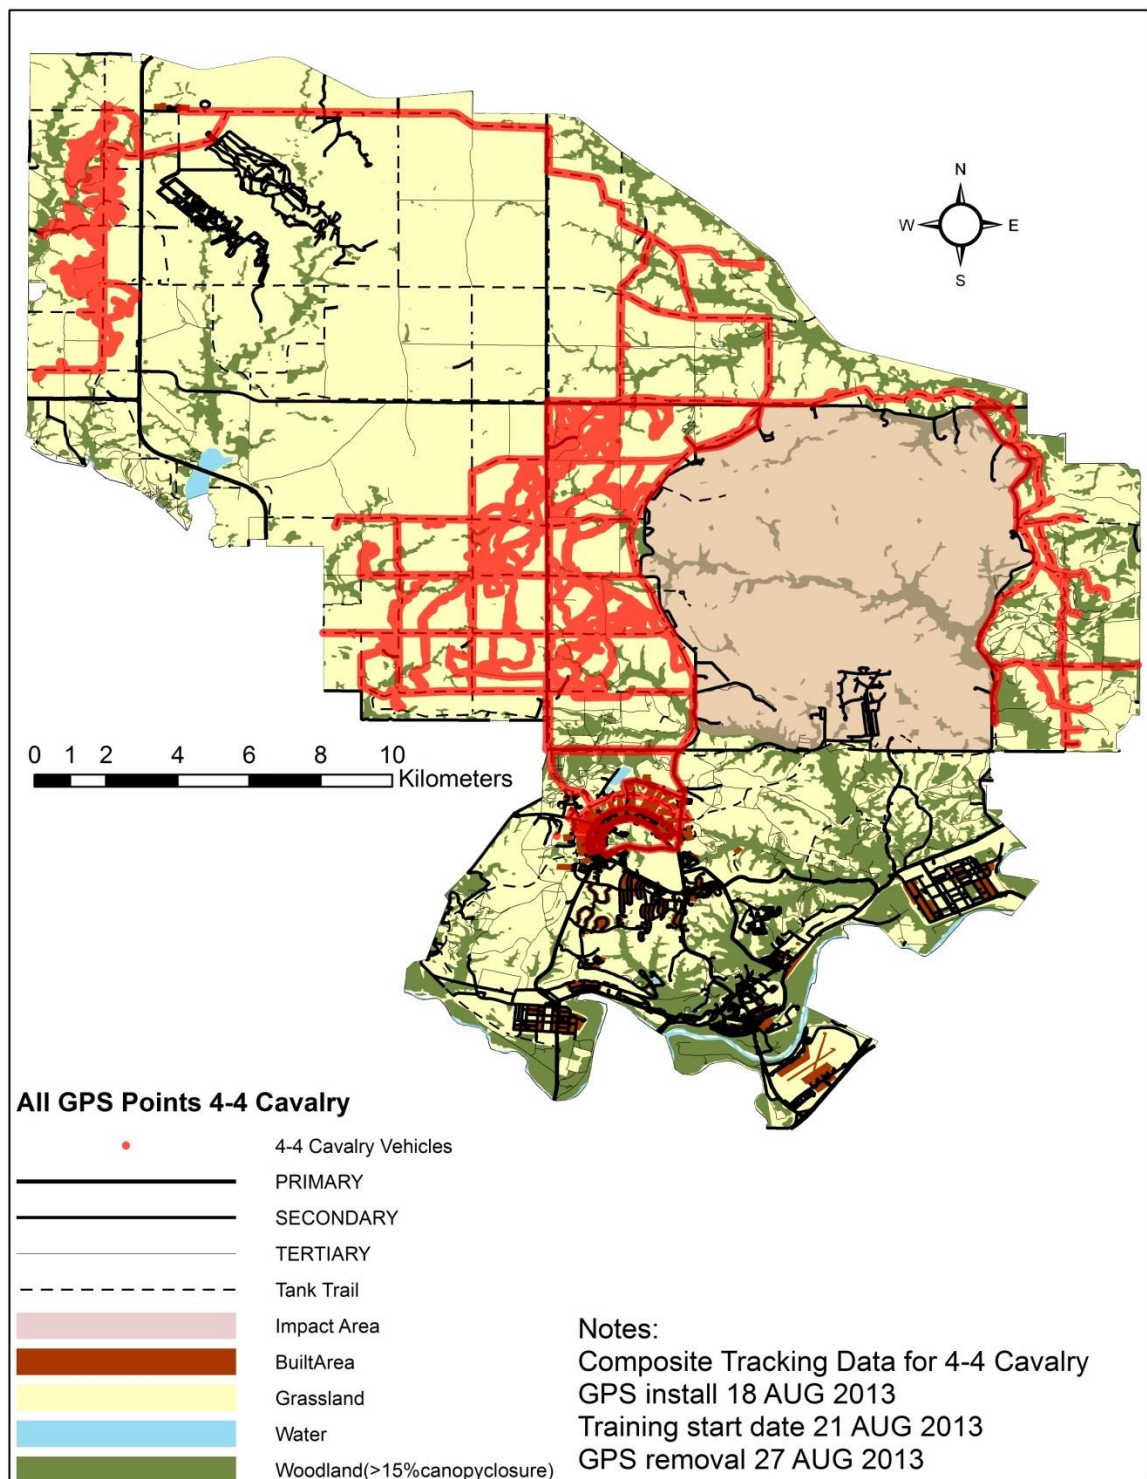 N
W E
S
0 1 2 4 6 8 10
Kilometers
All GPS Points 4-4 Cavalry
4-4 Cavalry Vehicles
PRIMARY
SECONDARY
TERTIARY
Tank Trail
Impact Area
BuiltArea
Grassland
Water
Woodland(>15%canopyclosure)
Notes:
Composite Tracking Data for 4-4 Cavalry
GPS install 18 AUG 2013
Training start date 21 AUG 2013
GPS removal 27 AUG 2013